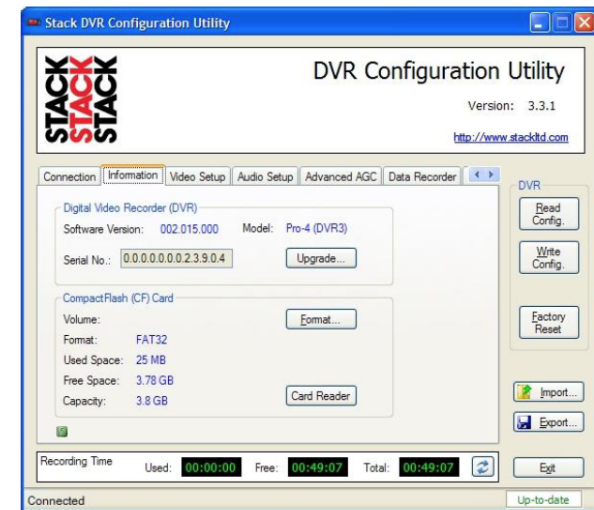 Stack DVR Configuration Utility
STACK STACK STACK
DVR Configuration Utility
Version: 3.3.1
http://www.stackltd.com
Connection Information Video Setup Audio Setup Advanced AGC Data Recorder
DVR
Digital Video Recorder (DVR)
Software Version: 002.015.000 Model: Pro-4 (DVR3)
Serial No.: 0.0.0.0.0.0.2.3.9.0.4 Upgrade...
Read Config.
Write Config.
Factory Reset
CompactFlash (CF) Card
Volume: Format...
Format: FAT32
Used Space: 25 MB
Free Space: 3.78 GB
Capacity: 3.8 GB Card Reader
Import...
Export...
Recording Time Used: 00:00:00 Free: 00:49:07 Total: 00:49:07
Exit
Connected Up-to-date